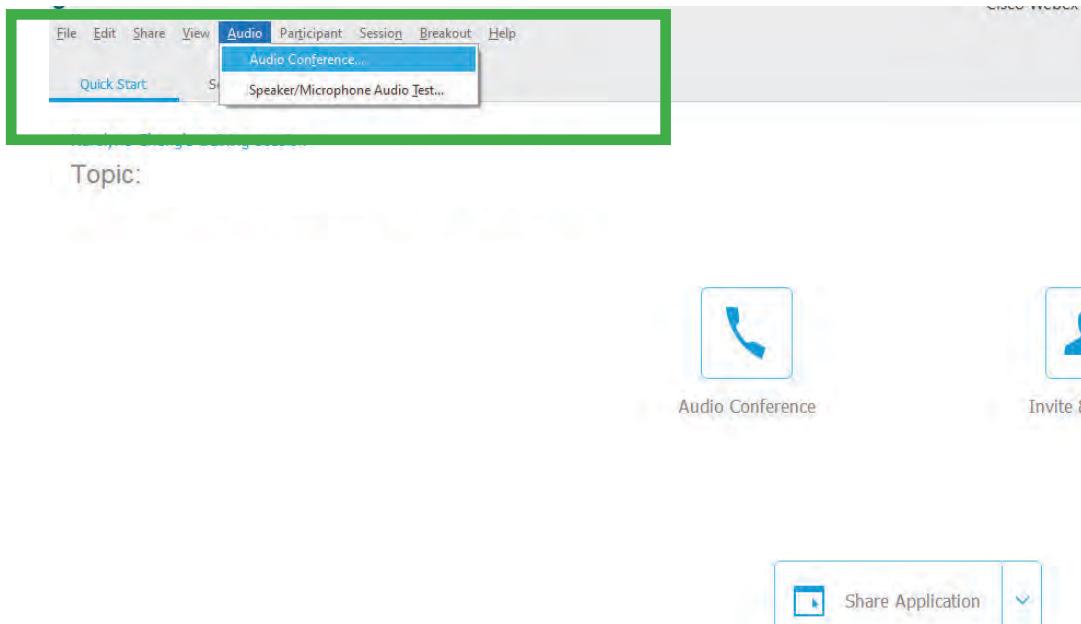 Cisco Webex
File Edit Share View Audio Participant Session Breakout Help
Audio Conference...
Quick Start
Speaker/Microphone Audio Test...
Topic:
Audio Conference
Invite
Share Application